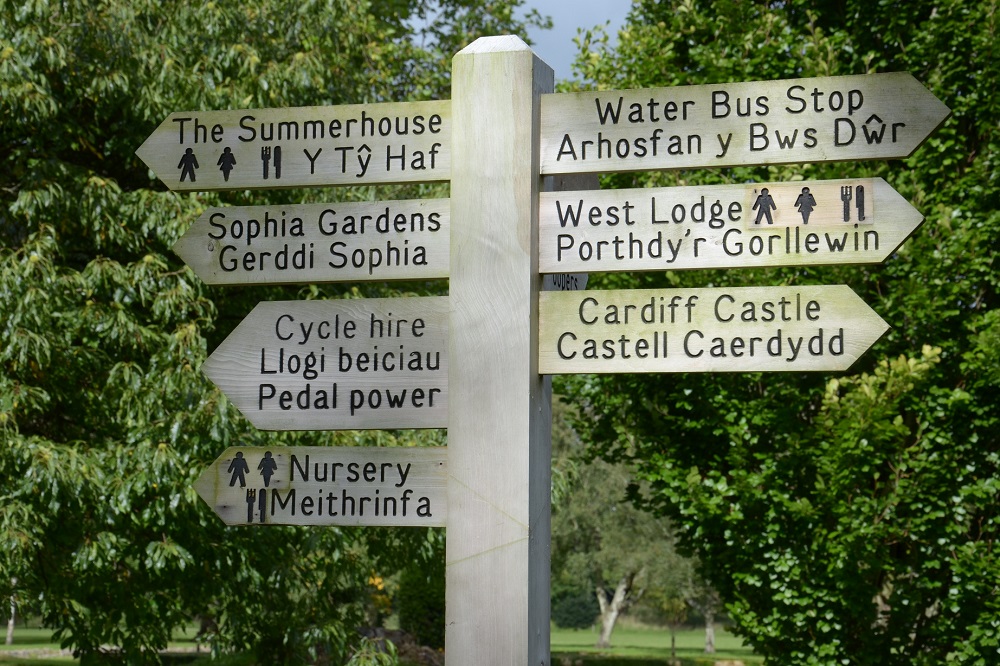 The Summerhouse
Y Tŷ Haf
Sophia Gardens
Gerddi Sophia
Cycle hire
Llogi beiciau
Pedal power
Nursery
Meithrinfa
Water Bus Stop
Arhosfan y Bws Dŵr
West Lodge
Porthdy'r Gorllewin
Cardiff Castle
Castell Caerdydd